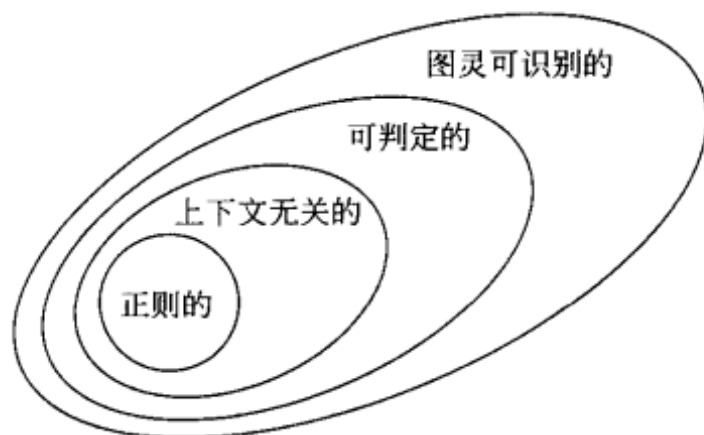 图灵可识别的
可判定的
上下文无关的
正则的